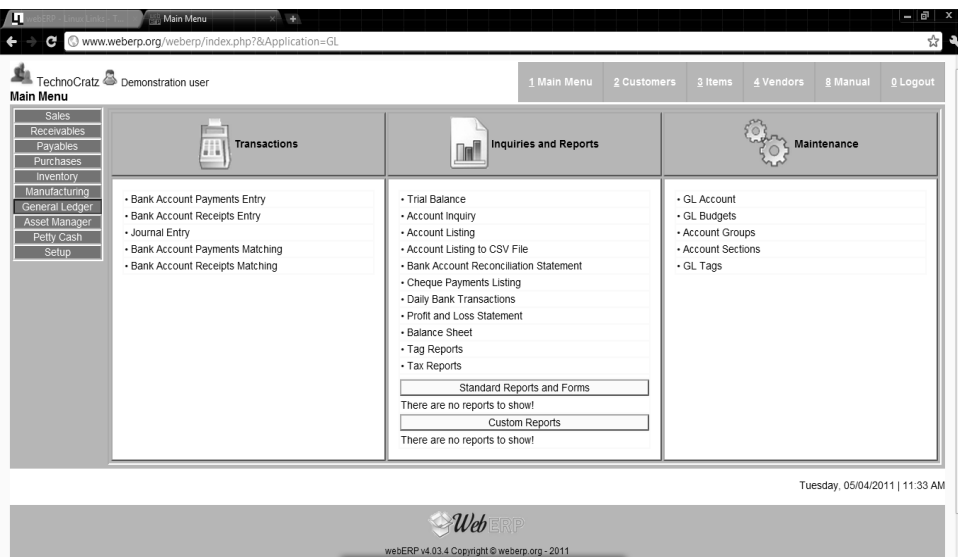 webERP - Linux Links - T...
Main Menu
www.weberp.org/weberp/index.php?&Application=GL
TechnoCratz Demonstration user
1 Main Menu 2 Customers 3 Items 4 Vendors 8 Manual 0 Logout
Main Menu
Sales
Receivables
Payables
Purchases
Inventory
Manufacturing
General Ledger
Asset Manager
Petty Cash
Setup
Transactions
• Bank Account Payments Entry
• Bank Account Receipts Entry
• Journal Entry
• Bank Account Payments Matching
• Bank Account Receipts Matching
Inquiries and Reports
• Trial Balance
• Account Inquiry
• Account Listing
• Account Listing to CSV File
• Bank Account Reconciliation Statement
• Cheque Payments Listing
• Daily Bank Transactions
• Profit and Loss Statement
• Balance Sheet
• Tag Reports
• Tax Reports
Standard Reports and Forms
There are no reports to show!
Custom Reports
There are no reports to show!
Maintenance
• GL Account
• GL Budgets
• Account Groups
• Account Sections
• GL Tags
Tuesday, 05/04/2011 | 11:33 AM
Web ERP
webERP v4.03.4 Copyright © weberp.org - 2011